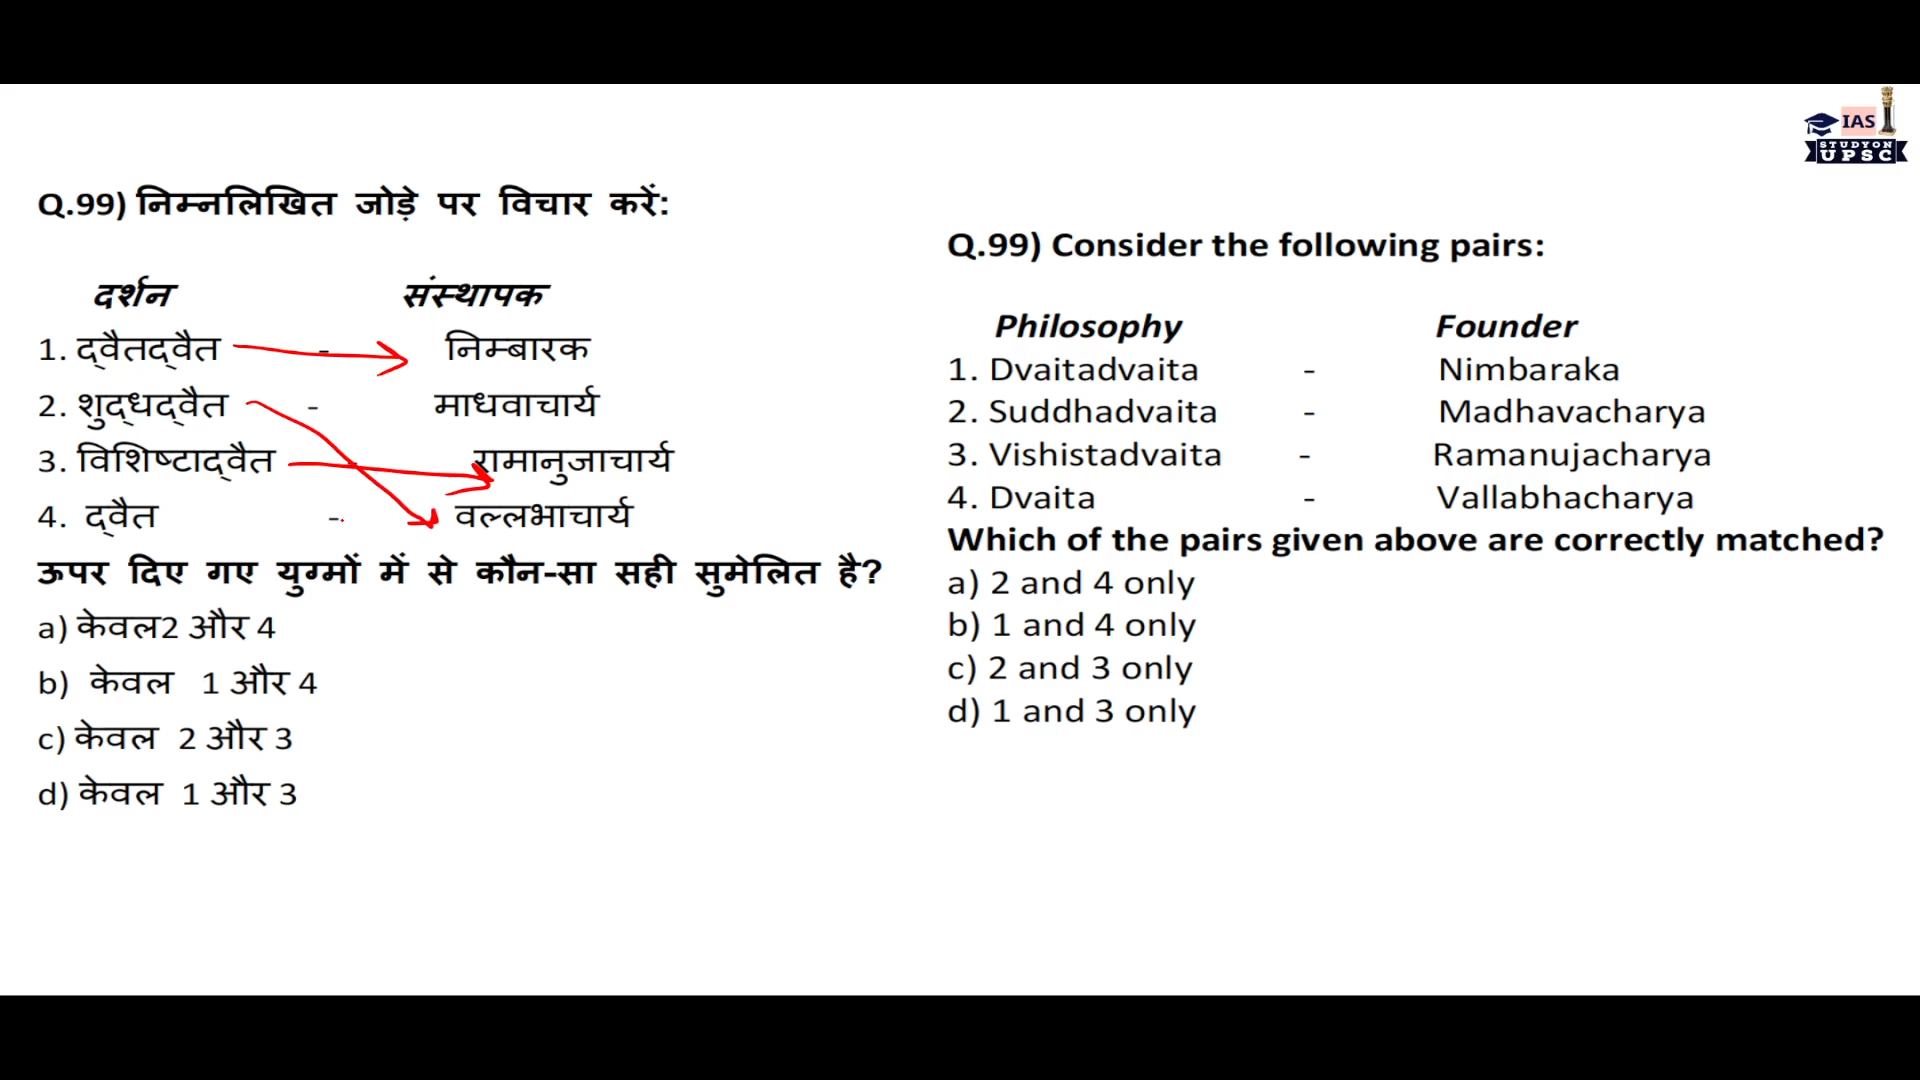 IAS
STUDYON
UPSC
Q.99) निम्नलिखित जोड़े पर विचार करें:
दर्शन संस्थापक
1. द्वैतद्वैत - निम्बारक
2. शुद्धद्वैत - माधवाचार्य
3. विशिष्टाद्वैत - रामानुजाचार्य
4. द्वैत - वल्लभाचार्य
ऊपर दिए गए युग्मों में से कौन-सा सही सुमेलित है?
a) केवल2 और 4
b) केवल 1 और 4
c) केवल 2 और 3
d) केवल 1 और 3
Q.99) Consider the following pairs:
Philosophy Founder
1. Dvaitadvaita - Nimbaraka
2. Suddhadvaita - Madhavacharya
3. Vishistadvaita - Ramanujacharya
4. Dvaita - Vallabhacharya
Which of the pairs given above are correctly matched?
a) 2 and 4 only
b) 1 and 4 only
c) 2 and 3 only
d) 1 and 3 only